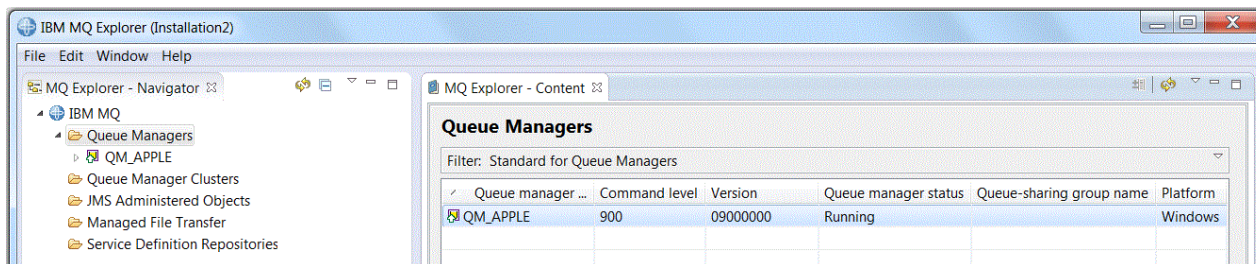 IBM MQ Explorer (Installation2)
File Edit Window Help
MQ Explorer - Navigator
IBM MQ
Queue Managers
QM_APPLE
Queue Manager Clusters
JMS Administered Objects
Managed File Transfer
Service Definition Repositories
MQ Explorer - Content
Queue Managers
Filter: Standard for Queue Managers
Queue manager ... Command level Version Queue manager status Queue-sharing group name Platform
QM_APPLE 900 09000000 Running Windows